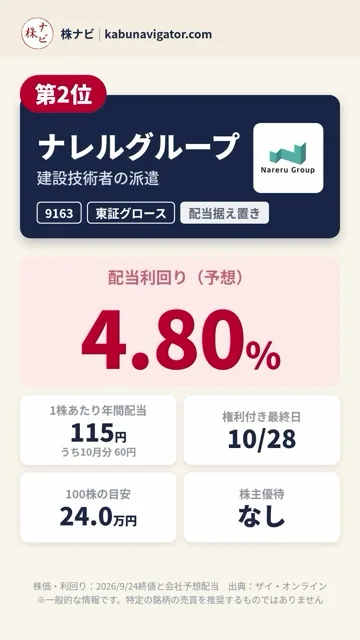 株ナビ 株ナビ | kabunavigator.com
第2位
ナレルグループ
建設技術者の派遣
Nareru Group
9163 東証グロース 配当据え置き
配当利回り（予想）
4.80%
1株あたり年間配当
115円
うち10月分 60円
権利付き最終日
10/28
100株の目安
24.0万円
株主優待
なし
株価・利回り：2026/9/24終値と会社予想配当 出典：ザイ・オンライン
※一般的な情報です。特定の銘柄の売買を推奨するものではありません